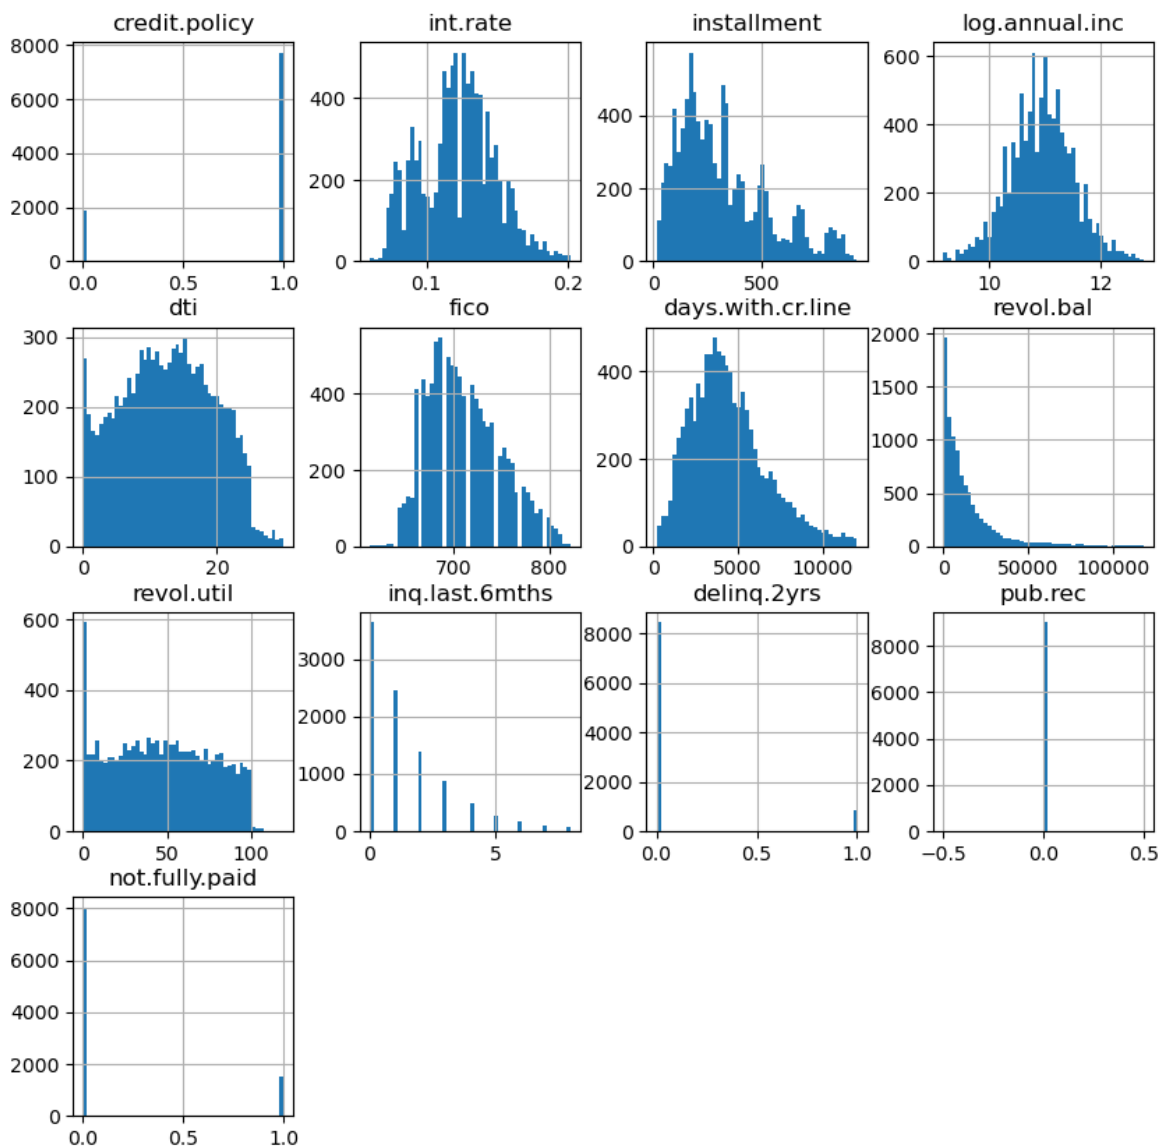 credit.policy
8000
6000
4000
2000
0
0.0 0.5 1.0
int.rate
400
200
0
0.1 0.2
installment
400
200
0
0 500
log.annual.inc
600
400
200
0
10 12
dti
300
200
100
0
0 20
fico
400
200
0
700 800
days.with.cr.line
400
200
0
0 5000 10000
revol.bal
2000
1500
1000
500
0
0 50000 100000
revol.util
600
400
200
0
0 50 100
inq.last.6mths
3000
2000
1000
0
0 5
delinq.2yrs
8000
6000
4000
2000
0
0.0 0.5 1.0
pub.rec
8000
6000
4000
2000
0
−0.5 0.0 0.5
not.fully.paid
8000
6000
4000
2000
0
0.0 0.5 1.0